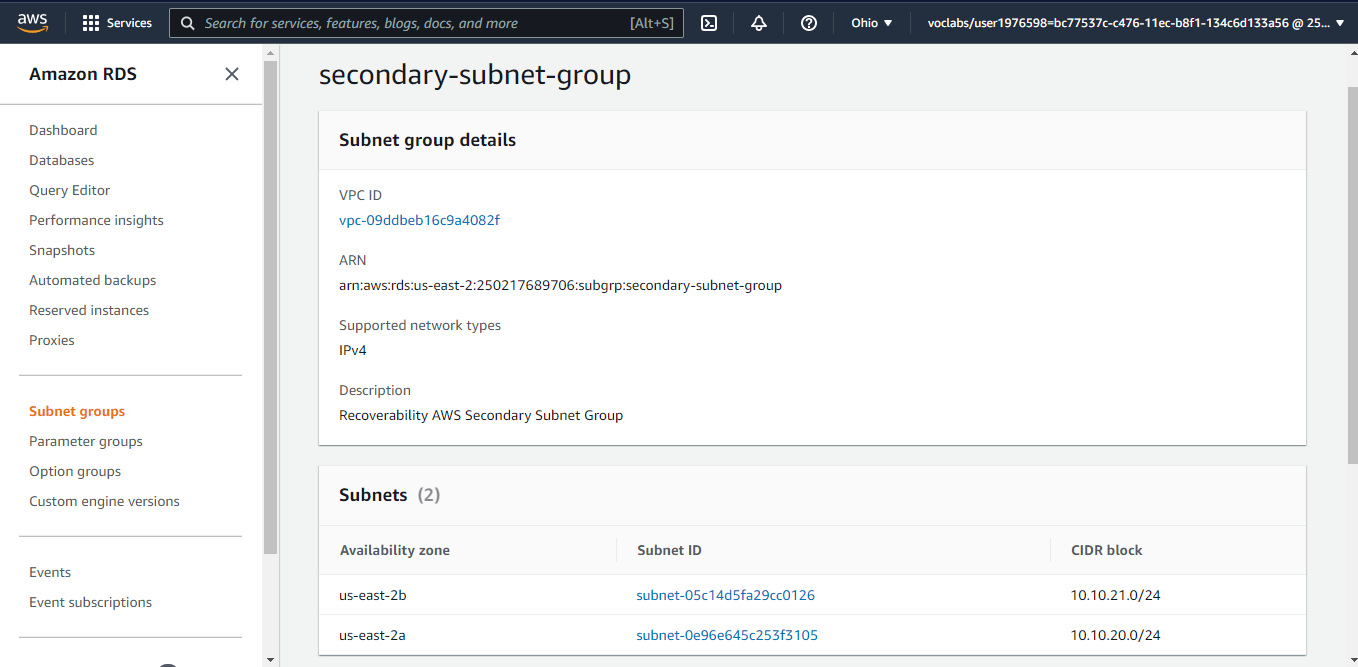 aws
Services
Search for services, features, blogs, docs, and more
[Alt+S]
Ohio
voclabs/user1976598=bc77537c-c476-11ec-b8f1-134c6d133a56 @ 25...
Amazon RDS
Dashboard
Databases
Query Editor
Performance insights
Snapshots
Automated backups
Reserved instances
Proxies
Subnet groups
Parameter groups
Option groups
Custom engine versions
Events
Event subscriptions
secondary-subnet-group
Subnet group details
VPC ID
vpc-09ddbeb16c9a4082f
ARN
arn:aws:rds:us-east-2:250217689706:subgrp:secondary-subnet-group
Supported network types
IPv4
Description
Recoverability AWS Secondary Subnet Group
Subnets (2)
Availability zone Subnet ID CIDR block
us-east-2b subnet-05c14d5fa29cc0126 10.10.21.0/24
us-east-2a subnet-0e96e645c253f3105 10.10.20.0/24